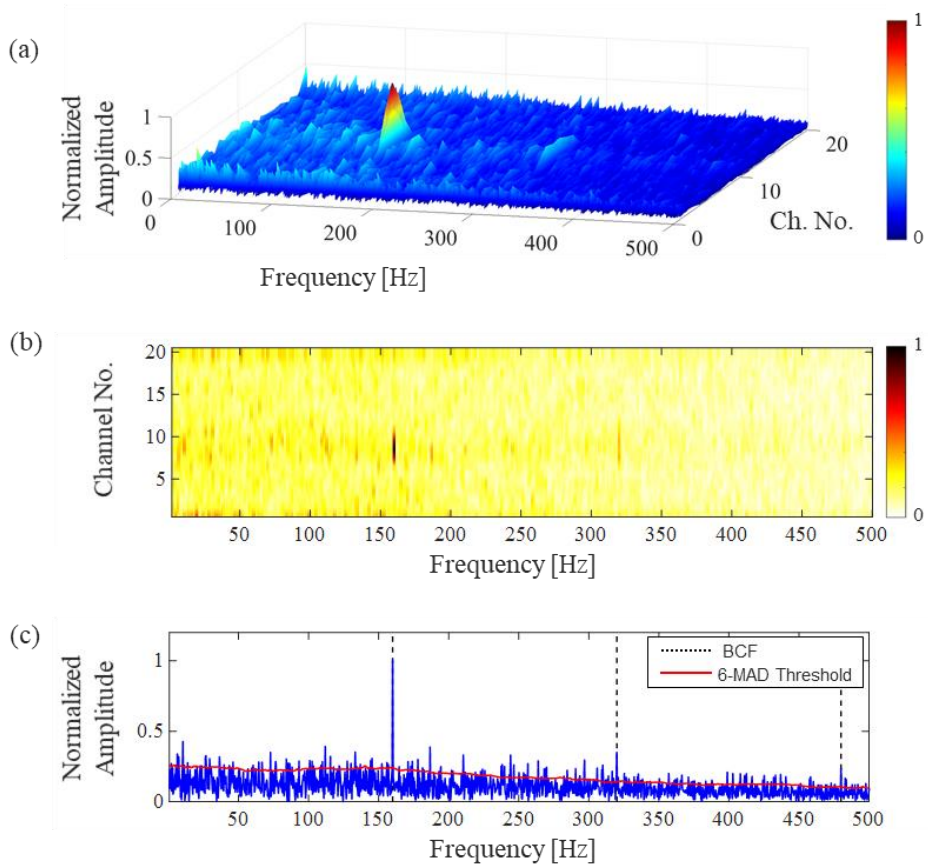 (a)
Normalized
Amplitude
1
0.5
0
0
100
200
300
400
500
Frequency [Hz]
0
10
20
Ch. No.
1
0
(b)
Channel No.
20
15
10
5
50 100 150 200 250 300 350 400 450 500
Frequency [Hz]
1
0
(c)
Normalized
Amplitude
1
0.5
0
BCF
6-MAD Threshold
50 100 150 200 250 300 350 400 450 500
Frequency [Hz]